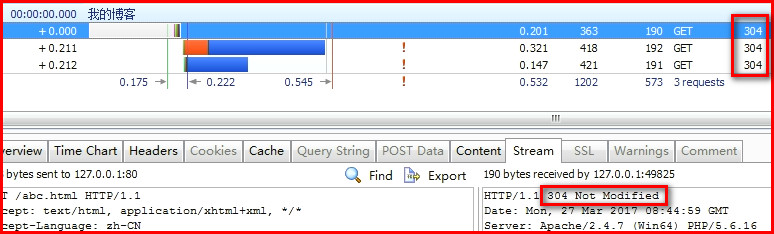 00:00:00.000 我的博客
+ 0.000 0.201 363 190 GET 304
+ 0.211 ! 0.321 418 192 GET 304
+ 0.212 ! 0.147 421 191 GET 304
0.175 0.222 0.545 ! 0.532 1202 573 3 requests
verview Time Chart Headers Cookies Cache Query String POST Data Content Stream SSL Warnings Comment
bytes sent to 127.0.0.1:80 Find Export 190 bytes received by 127.0.0.1:49825
T /abc.html HTTP/1.1 HTTP/1.1 304 Not Modified
cept: text/html, application/xhtml+xml, */* Date: Mon, 27 Mar 2017 08:44:59 GMT
cept-Language: zh-CN Server: Apache/2.4.7 (Win64) PHP/5.6.16